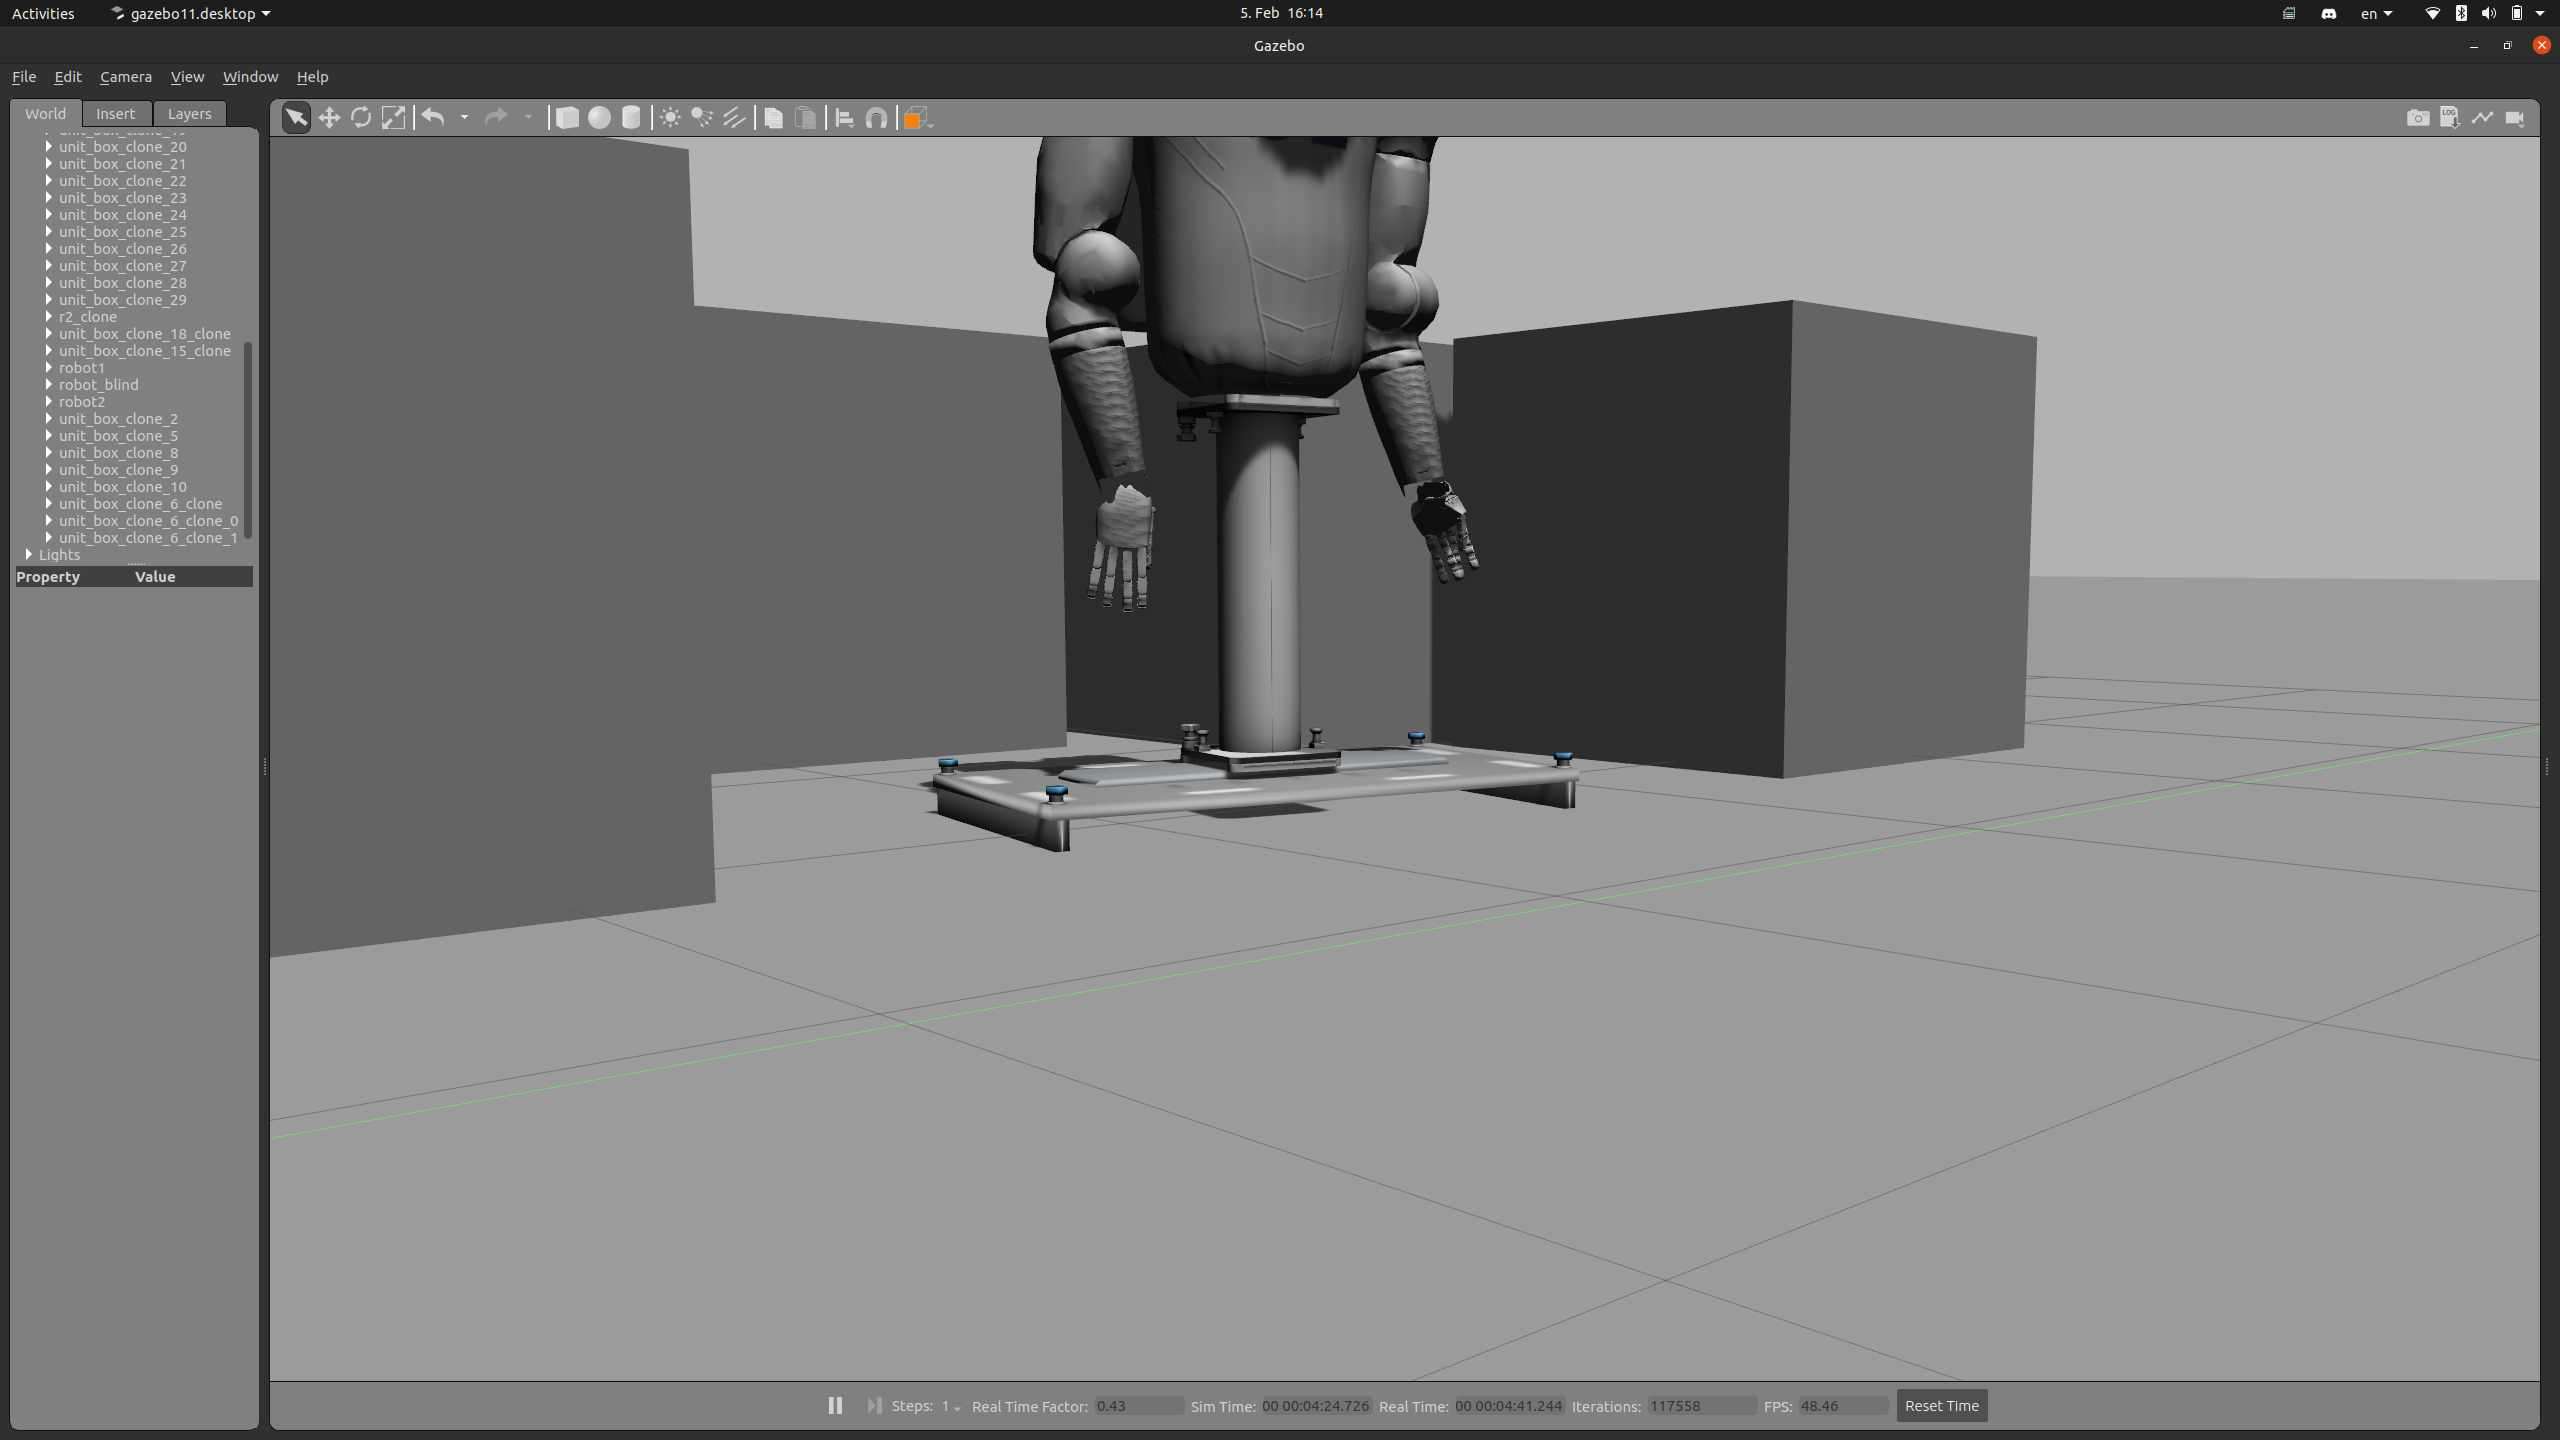 Activities gazebo11.desktop 5. Feb 16:14 en
Gazebo
File Edit Camera View Window Help
World Insert Layers
unit_box_clone_20
unit_box_clone_21
unit_box_clone_22
unit_box_clone_23
unit_box_clone_24
unit_box_clone_25
unit_box_clone_26
unit_box_clone_27
unit_box_clone_28
unit_box_clone_29
r2_clone
unit_box_clone_18_clone
unit_box_clone_15_clone
robot1
robot_blind
robot2
unit_box_clone_2
unit_box_clone_5
unit_box_clone_8
unit_box_clone_9
unit_box_clone_10
unit_box_clone_6_clone
unit_box_clone_6_clone_0
unit_box_clone_6_clone_1
Lights
Property Value
LOG
Steps: 1 Real Time Factor: 0.43 Sim Time: 00 00:04:24.726 Real Time: 00 00:04:41.244 Iterations: 117558 FPS: 48.46 Reset Time